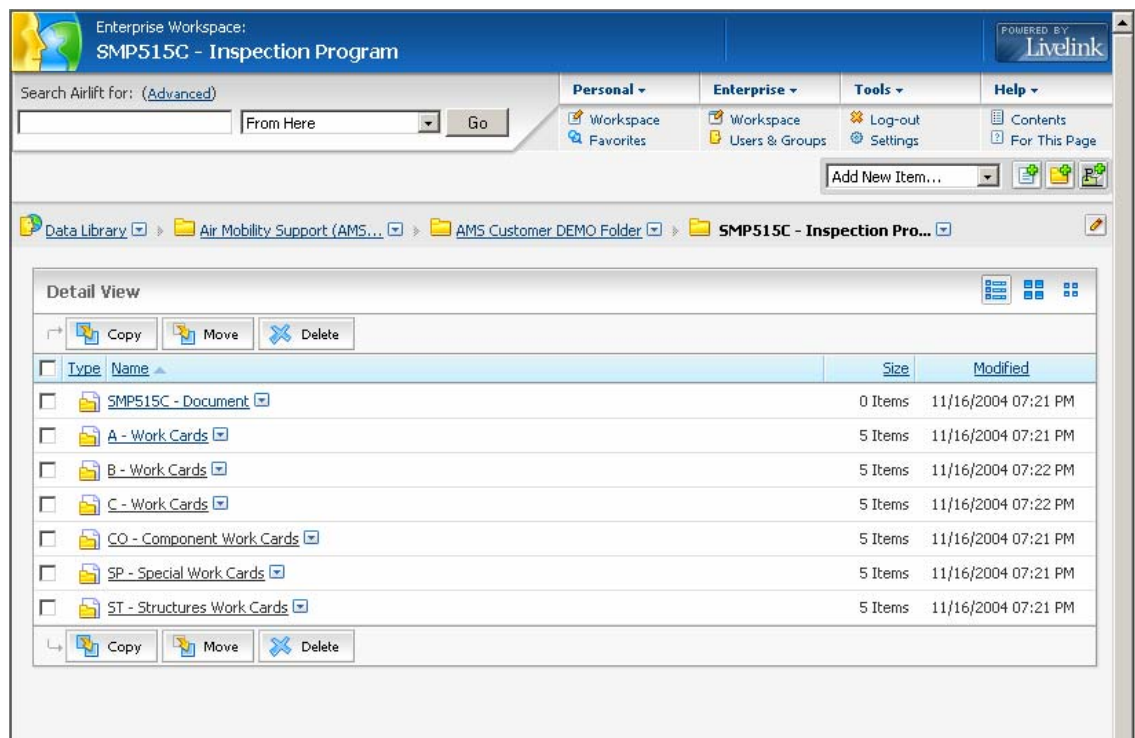 Enterprise Workspace:
SMP515C - Inspection Program
POWERED BY
Livelink
Search Airlift for: (Advanced)
From Here
Go
Personal
Enterprise
Tools
Help
Workspace
Workspace
Log-out
Contents
Favorites
Users & Groups
Settings
For This Page
Add New Item...
Data Library
Air Mobility Support (AMS...
AMS Customer DEMO Folder
SMP515C - Inspection Pro...
Detail View
Copy Move Delete
Type Name Size Modified
SMP515C - Document 0 Items 11/16/2004 07:21 PM
A - Work Cards 5 Items 11/16/2004 07:21 PM
B - Work Cards 5 Items 11/16/2004 07:22 PM
C - Work Cards 5 Items 11/16/2004 07:22 PM
CO - Component Work Cards 5 Items 11/16/2004 07:21 PM
SP - Special Work Cards 5 Items 11/16/2004 07:21 PM
ST - Structures Work Cards 5 Items 11/16/2004 07:21 PM
Copy Move Delete